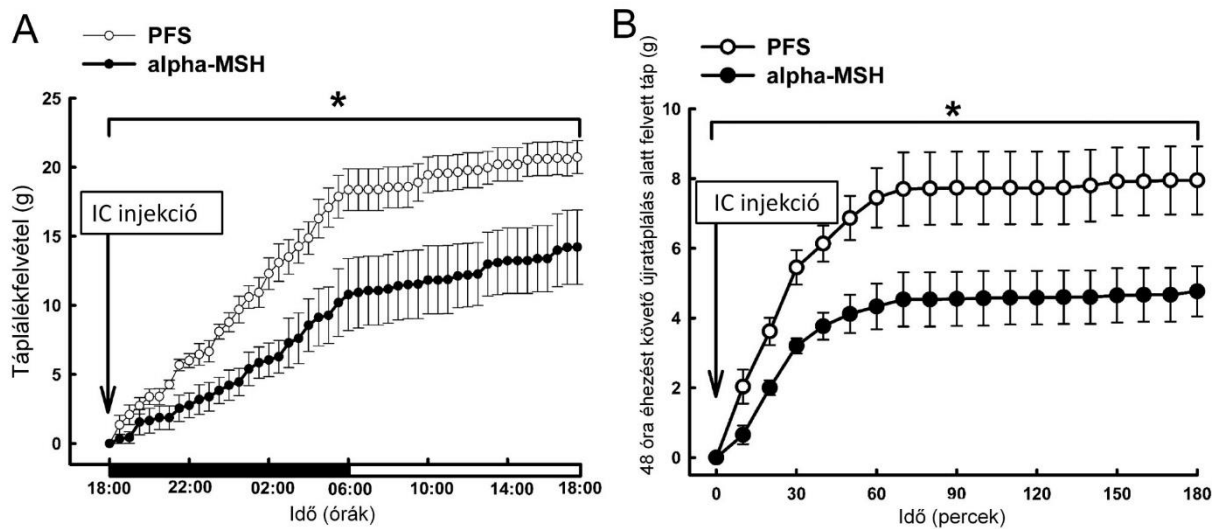 A
PFS
alpha-MSH
Táplálékfelvétel (g)
25
20
15
10
5
0
*
IC injekció
18:00 22:00 02:00 06:00 10:00 14:00 18:00
Idő (órák)
B
PFS
alpha-MSH
48 óra éhezést követő újratáplálás alatt felvett táp (g)
10
8
6
4
2
0
*
IC injekció
0 30 60 90 120 150 180
Idő (percek)